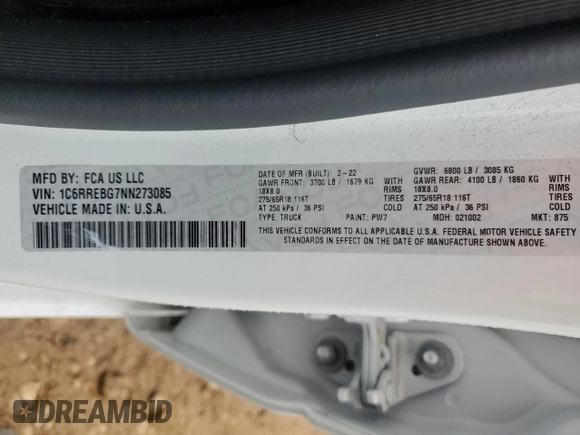 MFD BY: FCA US LLC
VIN: 1C6RREBG7NN273085
VEHICLE MADE IN: U.S.A.
DATE OF MFR (BUILT): 2-22
GVWR: 6800 LB / 3085 KG
GAWR FRONT: 3700 LB / 1679 KG
GAWR REAR: 4100 LB / 1860 KG
18X8.0 RIMS
18X8.0 RIMS
275/65R18 116T TIRES
275/65R18 116T TIRES
AT 250 kPa / 36 PSI COLD
AT 250 kPa / 36 PSI COLD
TYPE: TRUCK PAINT: PW7 MDH: 021002 MKT: 875
THIS VEHICLE CONFORMS TO ALL APPLICABLE U.S.A. FEDERAL MOTOR VEHICLE SAFETY
STANDARDS IN EFFECT ON THE DATE OF MANUFACTURE SHOWN ABOVE.
DREAMBID